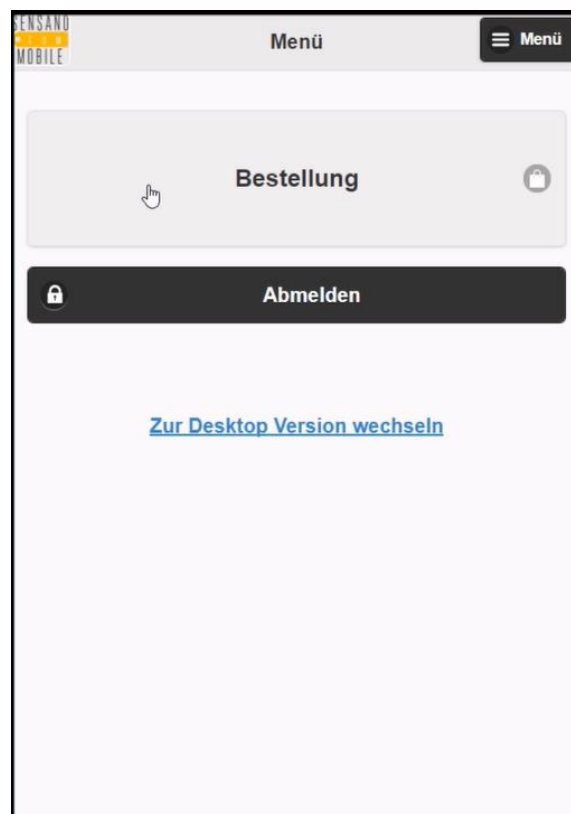 SENSANO
MOBILE
Menü
Menü
Bestellung
Abmelden
Zur Desktop Version wechseln